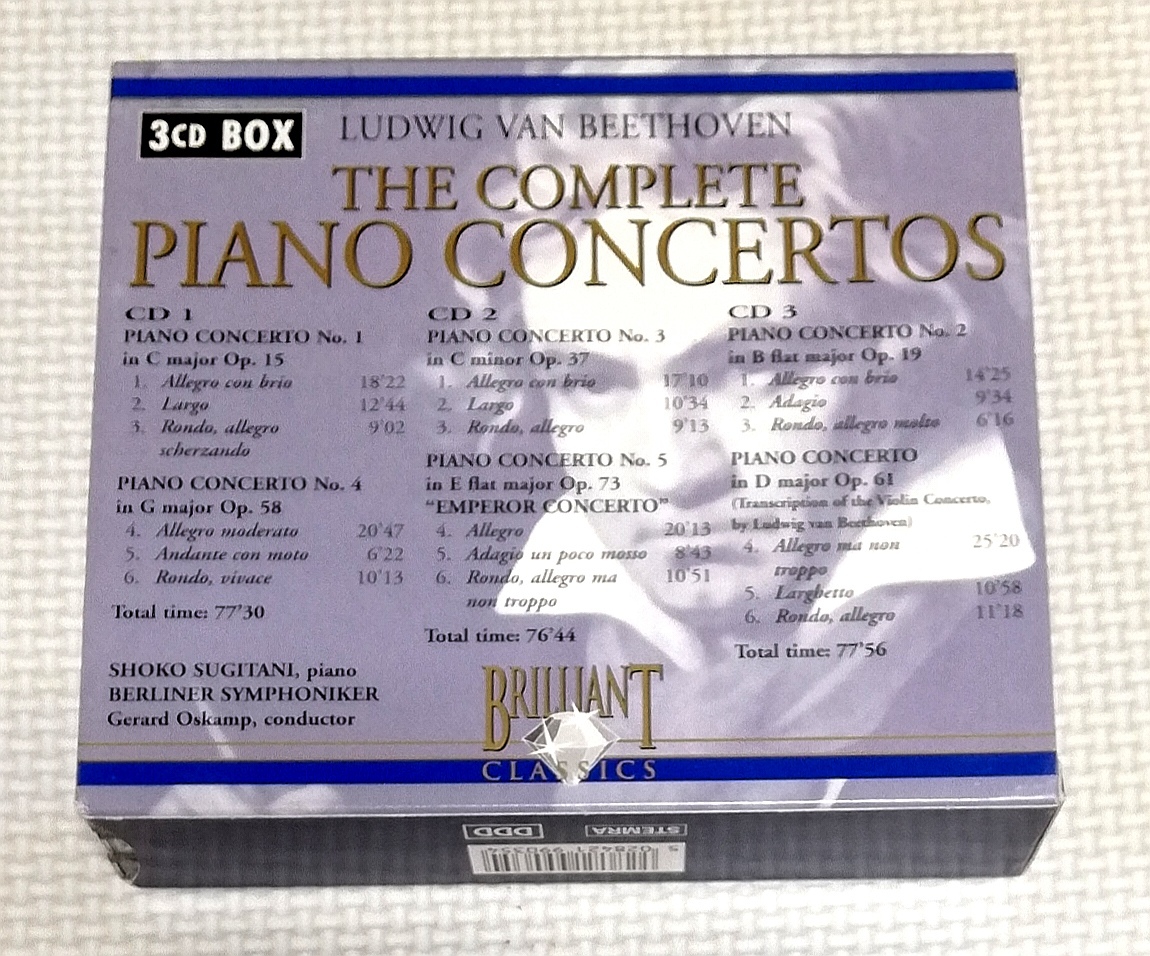 3CD BOX
LUDWIG VAN BEETHOVEN
THE COMPLETE
PIANO CONCERTOS
CD 1
PIANO CONCERTO No. 1
in C major Op. 15
1. Allegro con brio 18'22
2. Largo 12'44
3. Rondo, allegro 9'02
scherzando
PIANO CONCERTO No. 4
in G major Op. 58
4. Allegro moderato 20'47
5. Andante con moto 6'22
6. Rondo, vivace 10'13
Total time: 77'30
CD 2
PIANO CONCERTO No. 3
in C minor Op. 37
1. Allegro con brio 17'10
2. Largo 10'34
3. Rondo, allegro 9'13
PIANO CONCERTO No. 5
in E flat major Op. 73
“EMPEROR CONCERTO”
4. Allegro 20'13
5. Adagio un poco mosso 8'43
6. Rondo, allegro ma 10'51
non troppo
Total time: 76'44
CD 3
PIANO CONCERTO No. 2
in B flat major Op. 19
1. Allegro con brio 14'25
2. Adagio 9'34
3. Rondo, allegro molto 6'16
PIANO CONCERTO
in D major Op. 61
(Transcription of the Violin Concerto,
by Ludwig van Beethoven)
4. Allegro ma non 25'20
troppo
5. Larghetto 10'58
6. Rondo, allegro 11'18
Total time: 77'56
SHOKO SUGITANI, piano
BERLINER SYMPHONIKER
Gerard Oskamp, conductor
BRILLIANT
CLASSICS
DDD
STEMRA
5 028421 990354